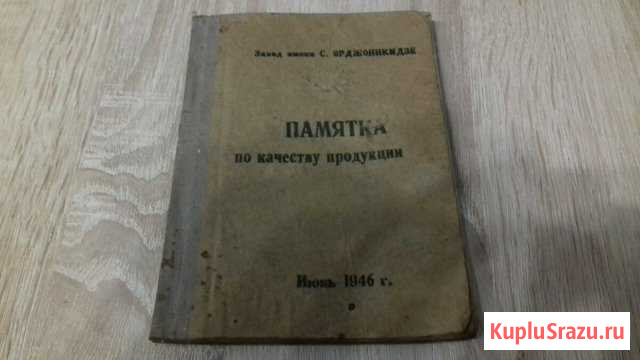 Завод имени С. ОРДЖОНИКИДЗЕ
ПАМЯТКА
по качеству продукции
Июнь 1946 г.
KupluSrazu.ru